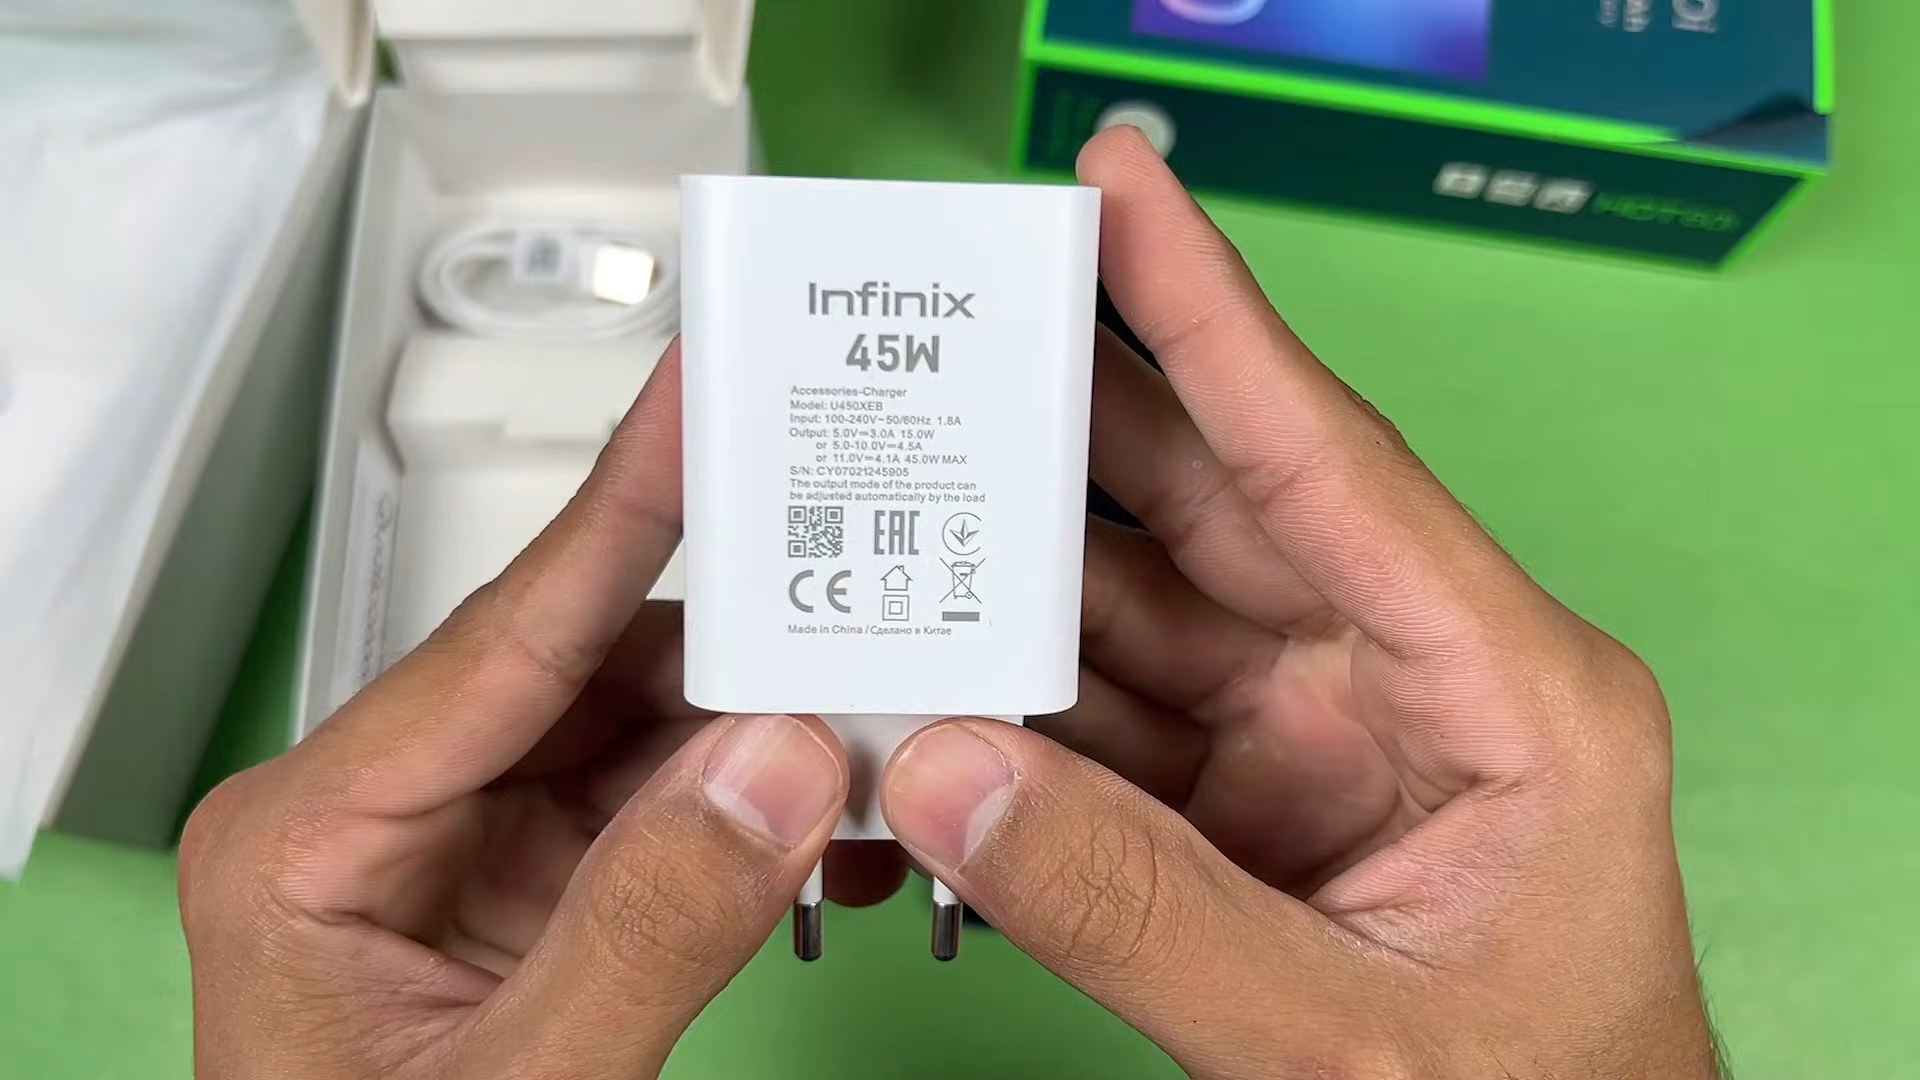 Infinix
45W
Accessories-Charger
Model: U450XEB
Input: 100-240V~50/60Hz 1.8A
Output: 5.0V⎓3.0A 15.0W
or 5.0-10.0V⎓4.5A
or 11.0V⎓4.1A 45.0W MAX
S/N: CY07021245905
The output mode of the product can
be adjusted automatically by the load
EAC
CE
Made in China / Сделано в Китае